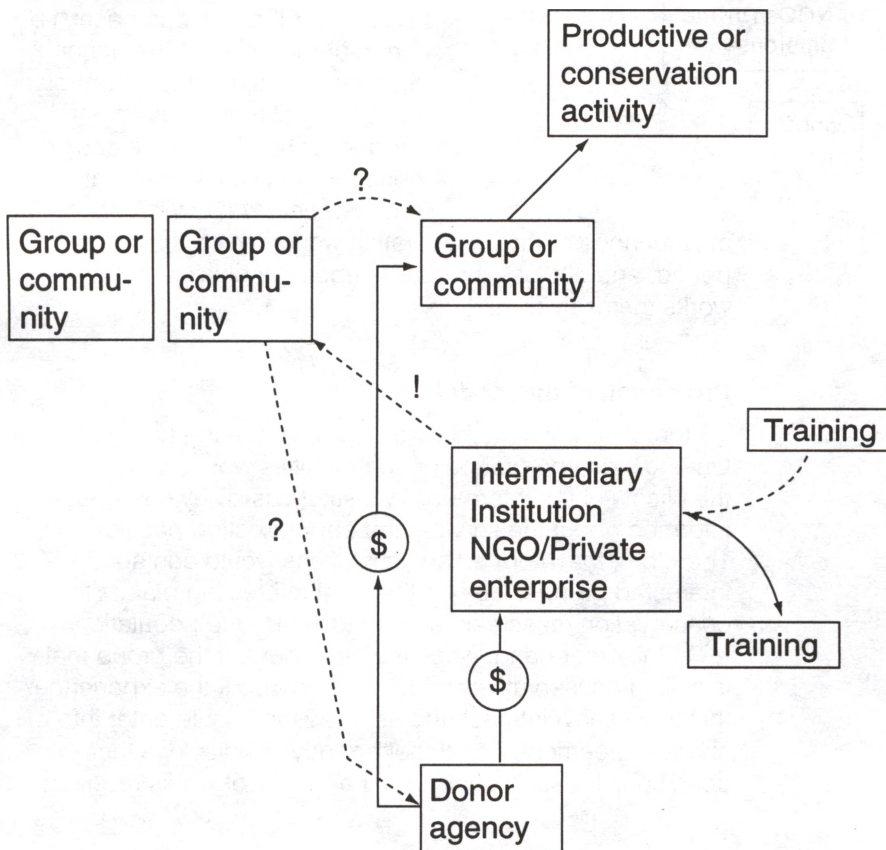 Productive or
conservation
activity
?
Group or
commu-
nity
Group or
commu-
nity
Group or
community
!
Training
Intermediary
Institution
NGO/Private
enterprise
?
$
Training
$
Donor
agency